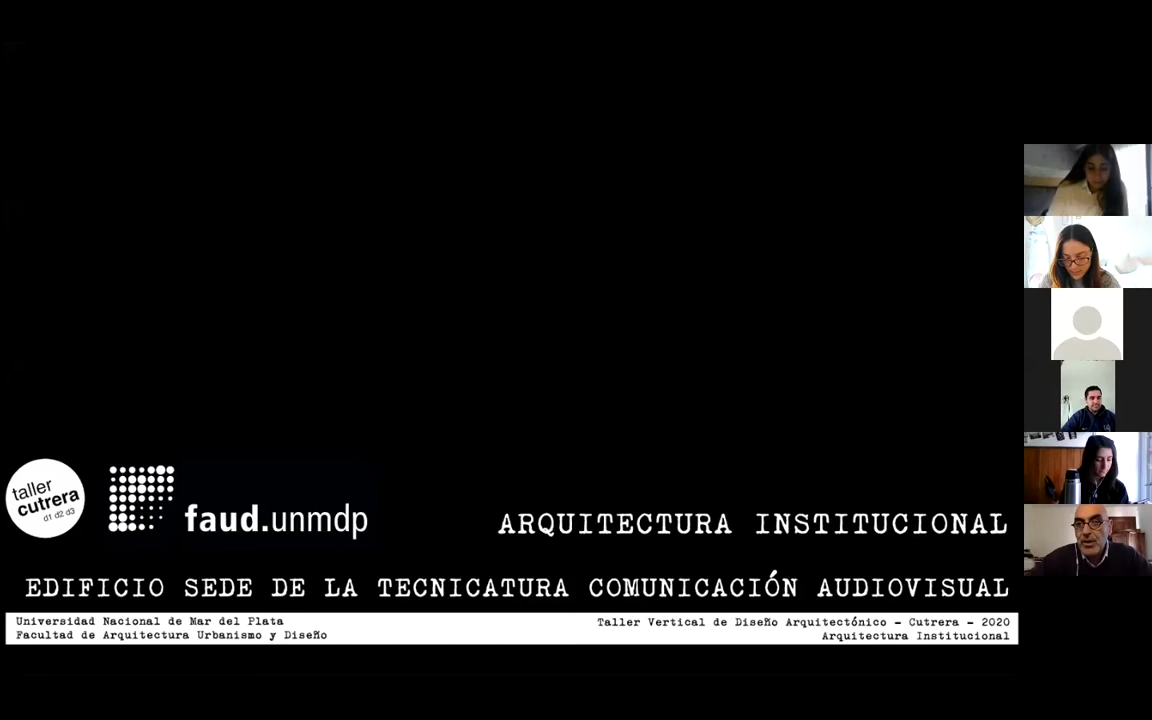 taller
cutrera
d1 d2 d3
faud.unmdp
ARQUITECTURA INSTITUCIONAL
EDIFICIO SEDE DE LA TECNICATURA COMUNICACIÓN AUDIOVISUAL
Universidad Nacional de Mar del Plata
Facultad de Arquitectura Urbanismo y Diseño
Taller Vertical de Diseño Arquitectónico - Cutrera - 2020
Arquitectura Institucional